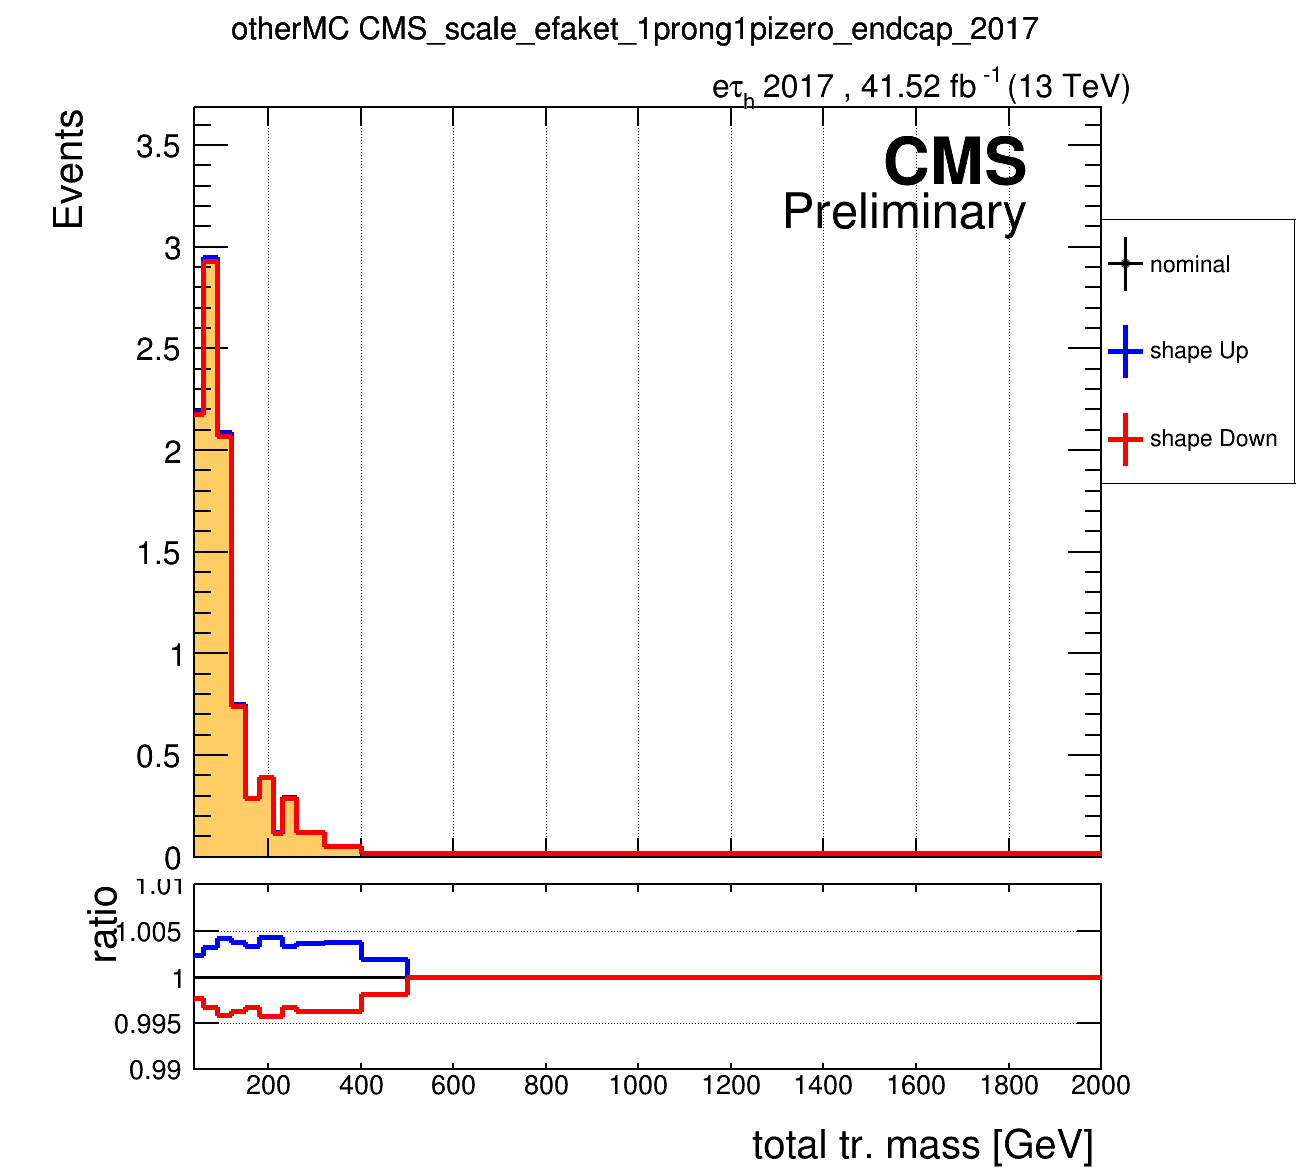 otherMC CMS_scale_efaket_1prong1pizero_endcap_2017
eτh 2017 , 41.52 fb -1 (13 TeV)
Events
3.5
3
2.5
2
1.5
1
0.5
0
CMS
Preliminary
nominal
shape Up
shape Down
ratio
1.01
1.005
1
0.995
0.99
200 400 600 800 1000 1200 1400 1600 1800 2000
total tr. mass [GeV]